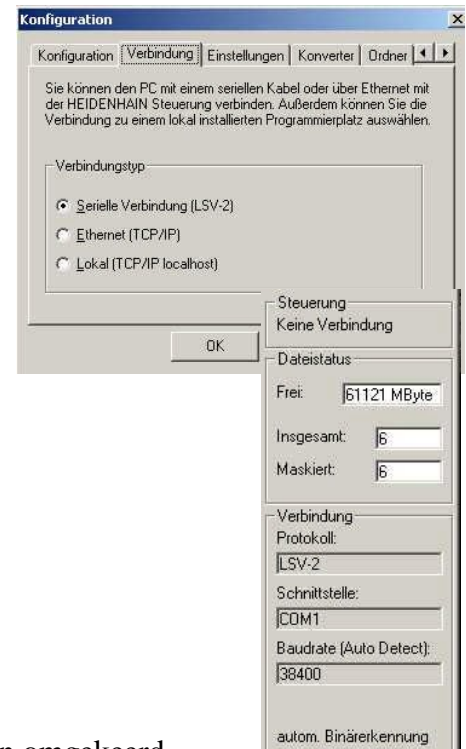 Konfiguration
Konfiguration Verbindung Einstellungen Konverter Ordner
Sie können den PC mit einem seriellen Kabel oder über Ethernet mit
der HEIDENHAIN Steuerung verbinden. Außerdem können Sie die
Verbindung zu einem lokal installierten Programmierplatz auswählen.
Verbindungstyp
Serielle Verbindung (LSV-2)
Ethernet (TCP/IP)
Lokal (TCP/IP localhost)
OK
Steuerung
Keine Verbindung
Dateistatus
Frei: 61121 MByte
Insgesamt: 6
Maskiert: 6
Verbindung
Protokoll:
LSV-2
Schnittstelle:
COM1
Baudrate (Auto Detect):
38400
autom. Binärerkennung